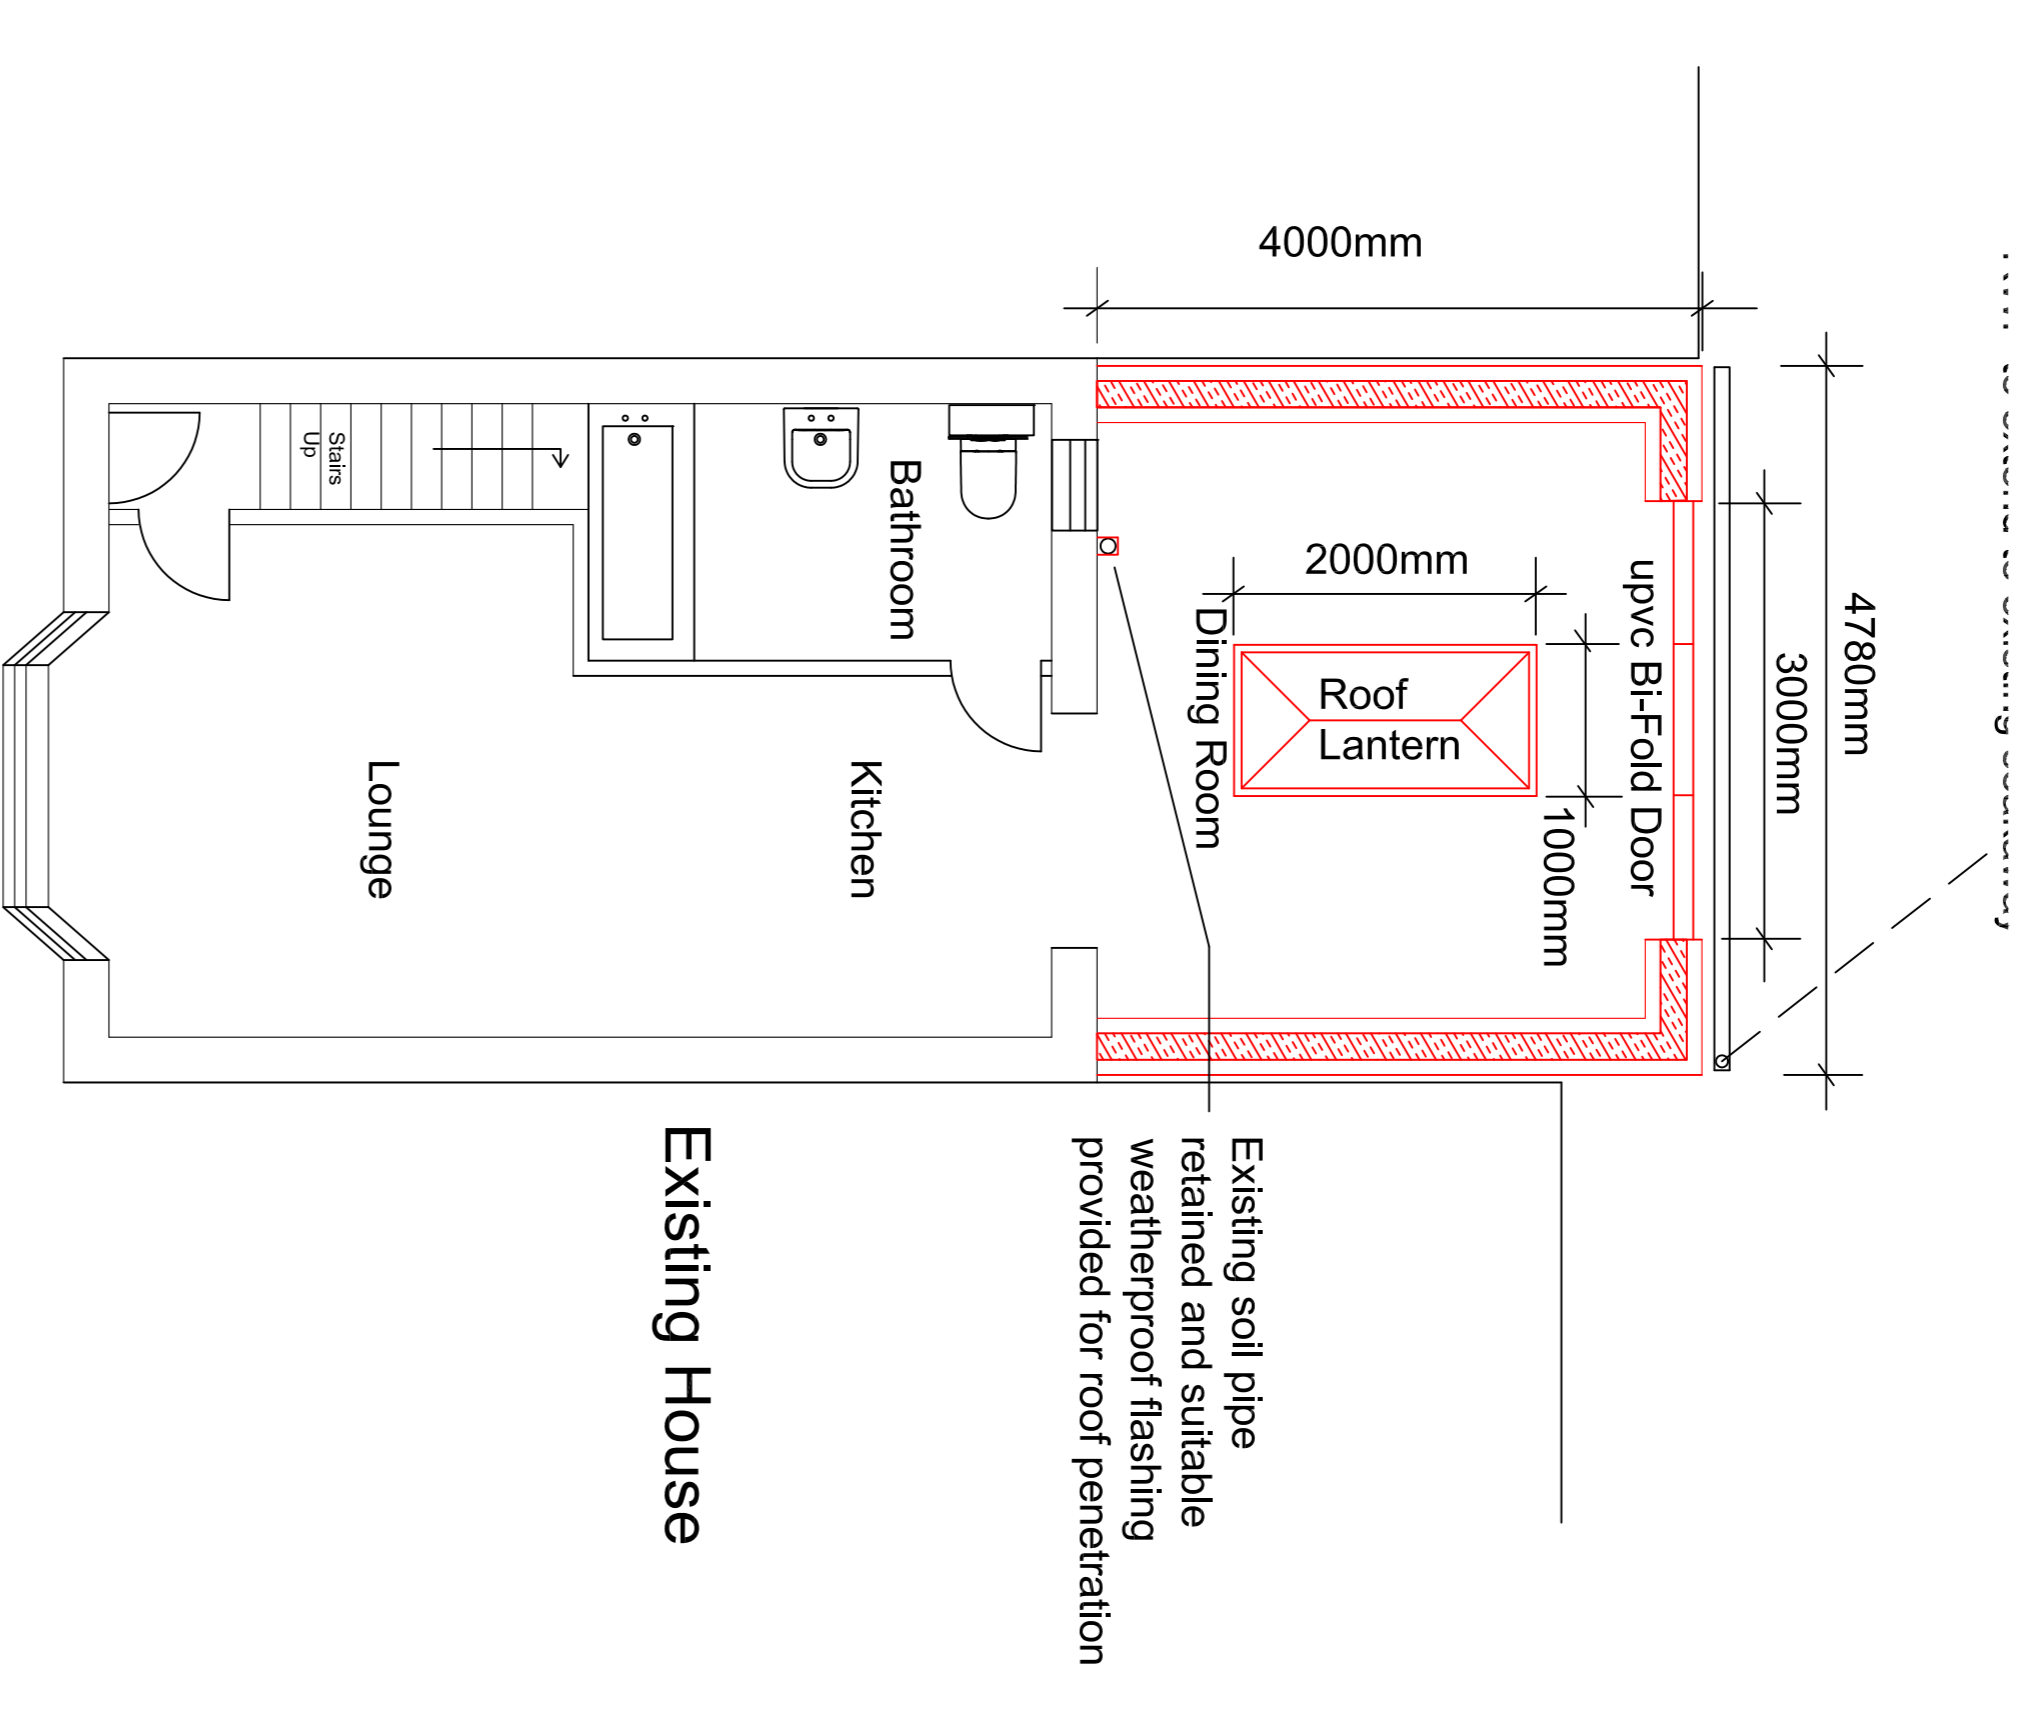 4000mm
4780mm
3000mm
upvc Bi-Fold Door
2000mm
1000mm
Roof
Lantern
Dining Room
Bathroom
Kitchen
Lounge
Stairs
Up
Existing soil pipe
retained and suitable
weatherproof flashing
provided for roof penetration
Existing House